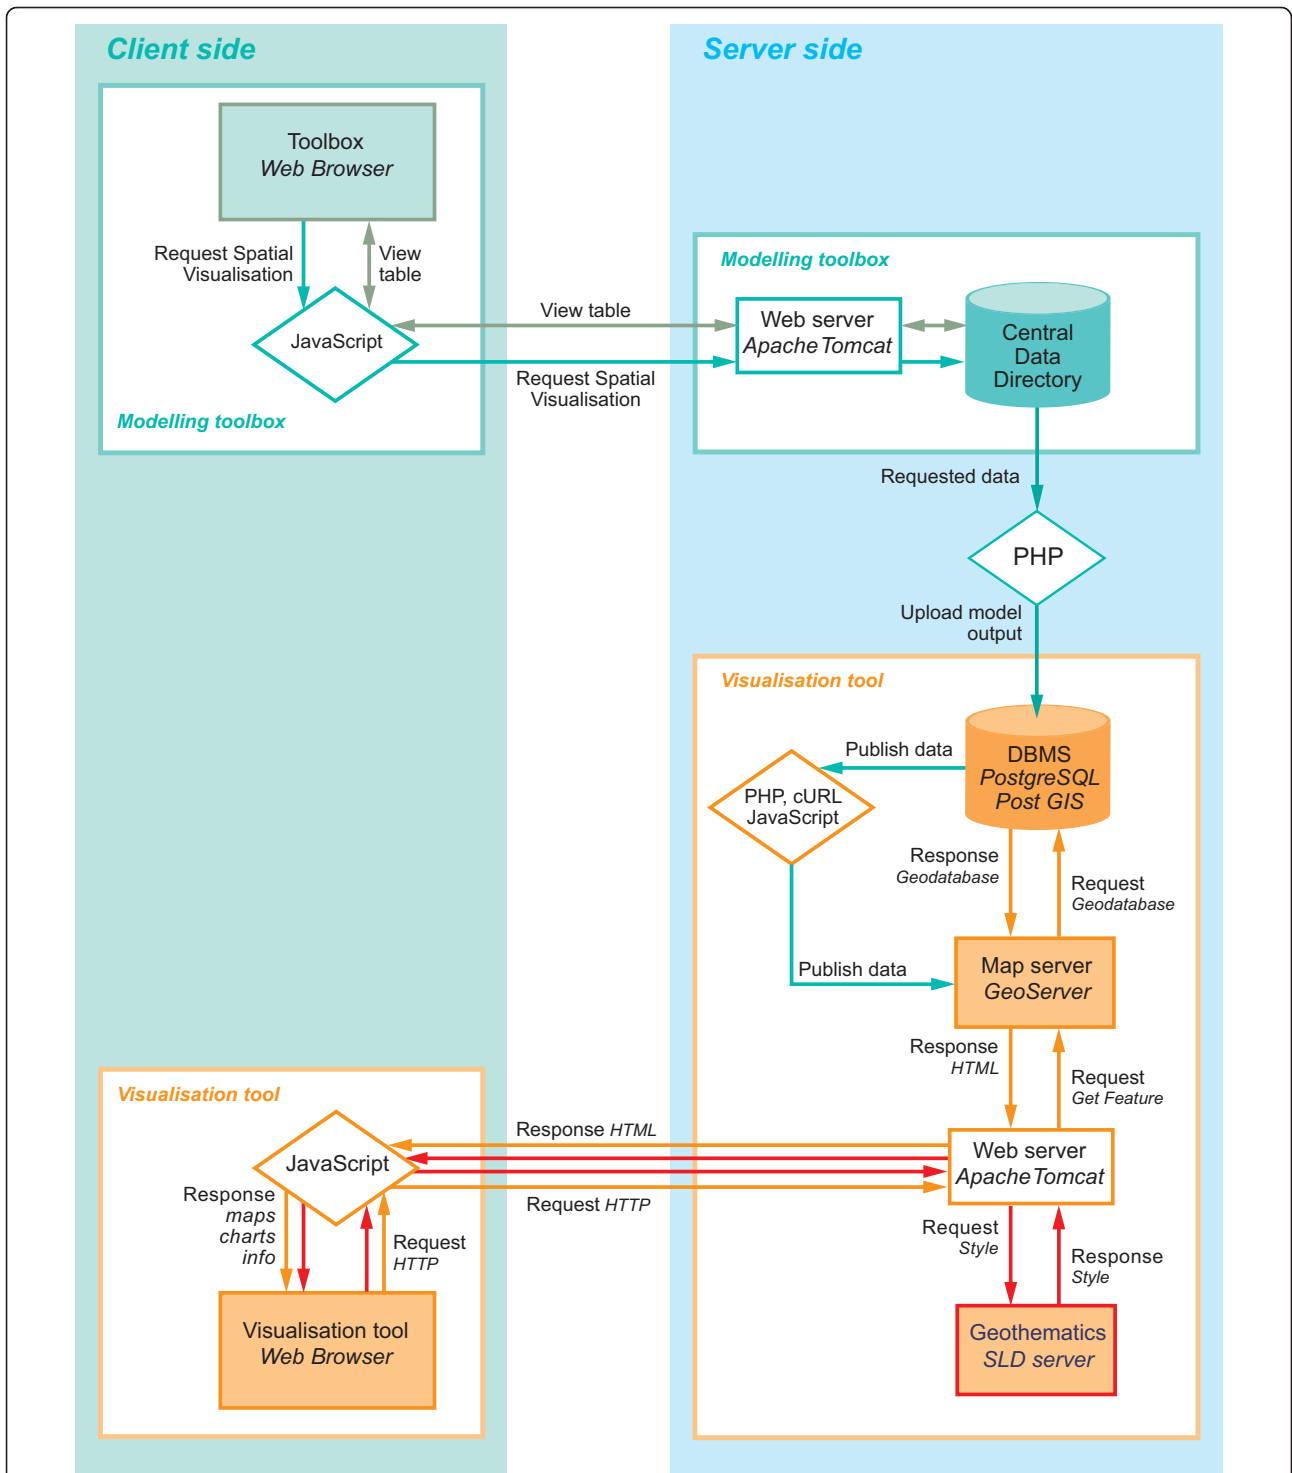 Client side
Server side
Toolbox
Web Browser
Request Spatial
Visualisation
View
table
JavaScript
Modelling toolbox
View table
Request Spatial
Visualisation
Modelling toolbox
Web server
ApacheTomcat
Central
Data
Directory
Requested data
PHP
Upload model
output
Visualisation tool
Publish data
DBMS
PostgreSQL
Post GIS
PHP, cURL
JavaScript
Response
Geodatabase
Request
Geodatabase
Publish data
Map server
GeoServer
Response
HTML
Request
Get Feature
Visualisation tool
JavaScript
Response HTML
Request HTTP
Web server
ApacheTomcat
Response
maps
charts
info
Request
HTTP
Request
Style
Response
Style
Visualisation tool
Web Browser
Geothematics
SLD server